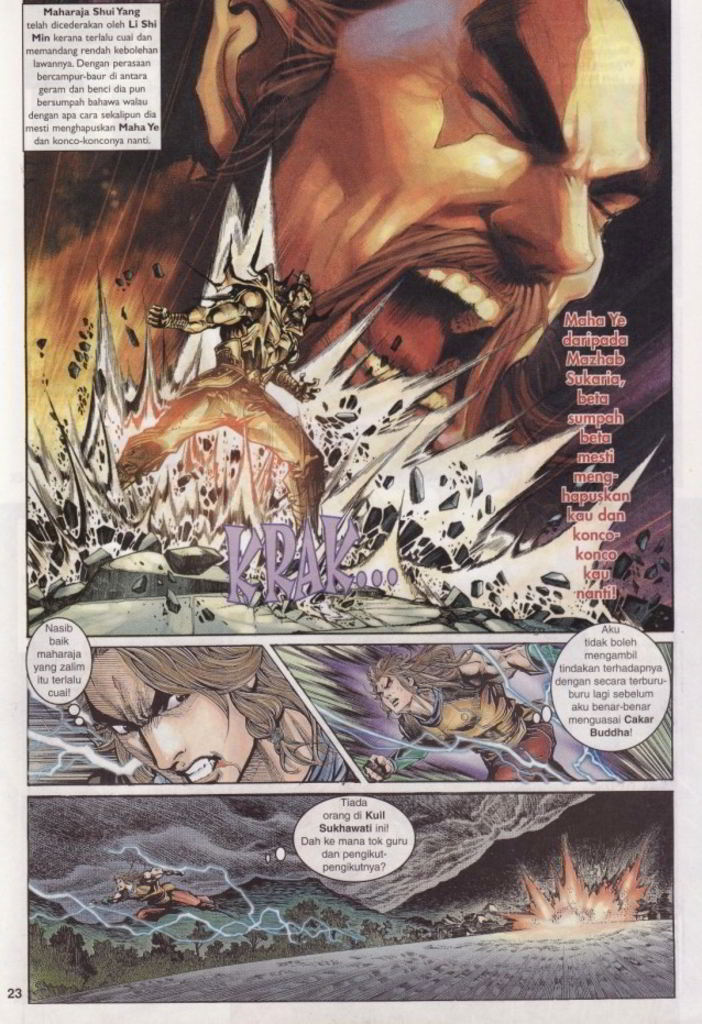 Maharaja Shui Yang
telah dicederakan oleh Li Shi
Min kerana terlalu cuai dan
memandang rendah kebolehan
lawannya. Dengan perasaan
bercampur-baur di antara
geram dan benci dia pun
bersumpah bahawa walau
dengan apa cara sekalipun dia
mesti menghapuskan Maha Ye
dan konco-konconya nanti.
Maha Ye
daripada
Mazhab
Sukaria,
beta
sumpah
beta
mesti
meng-
hapuskan
kau dan
konco-
konco
kau
nanti!
KRAK...
Nasib
baik
maharaja
yang zalim
itu terlalu
cuai!
Aku
tidak boleh
mengambil
tindakan terhadapnya
dengan secara terburu-
buru lagi sebelum
aku benar-benar
menguasai Cakar
Buddha!
Tiada
orang di Kuil
Sukhawati ini!
Dah ke mana tok guru
dan pengikut-
pengikutnya?
23